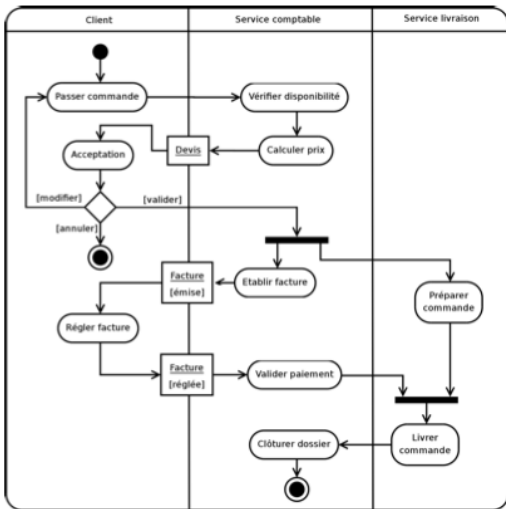 Client
Service comptable
Service livraison
Passer commande
Vérifier disponibilité
Acceptation
Devis
Calculer prix
[modifier]
[valider]
[annuler]
Facture
[émise]
Etablir facture
Préparer
commande
Régler facture
Facture
[réglée]
Valider paiement
Clôturer dossier
Livrer
commande